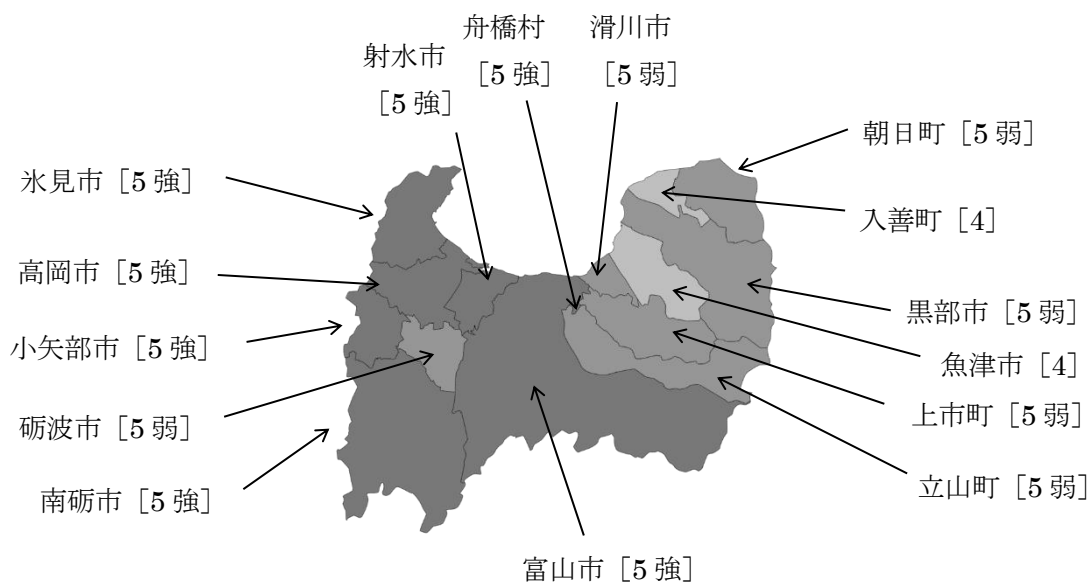 舟橋村
［5 強］
滑川市
［5 弱］
射水市
［5 強］
朝日町［5 弱］
氷見市［5 強］
入善町［4］
高岡市［5 強］
黒部市［5 弱］
小矢部市［5 強］
魚津市［4］
砺波市［5 弱］
上市町［5 弱］
南砺市［5 強］
立山町［5 弱］
富山市［5 強］